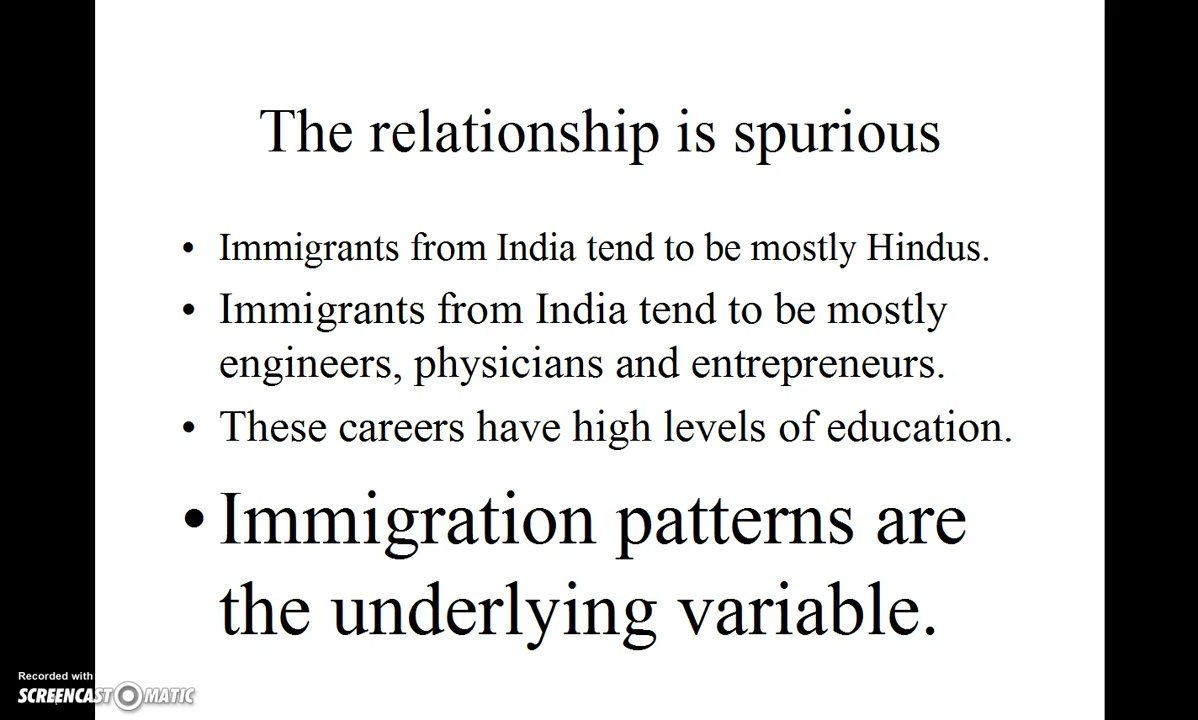 The relationship is spurious
• Immigrants from India tend to be mostly Hindus.
• Immigrants from India tend to be mostly
engineers, physicians and entrepreneurs.
• These careers have high levels of education.
• Immigration patterns are
the underlying variable.
Recorded with
SCREENCAST-O-MATIC